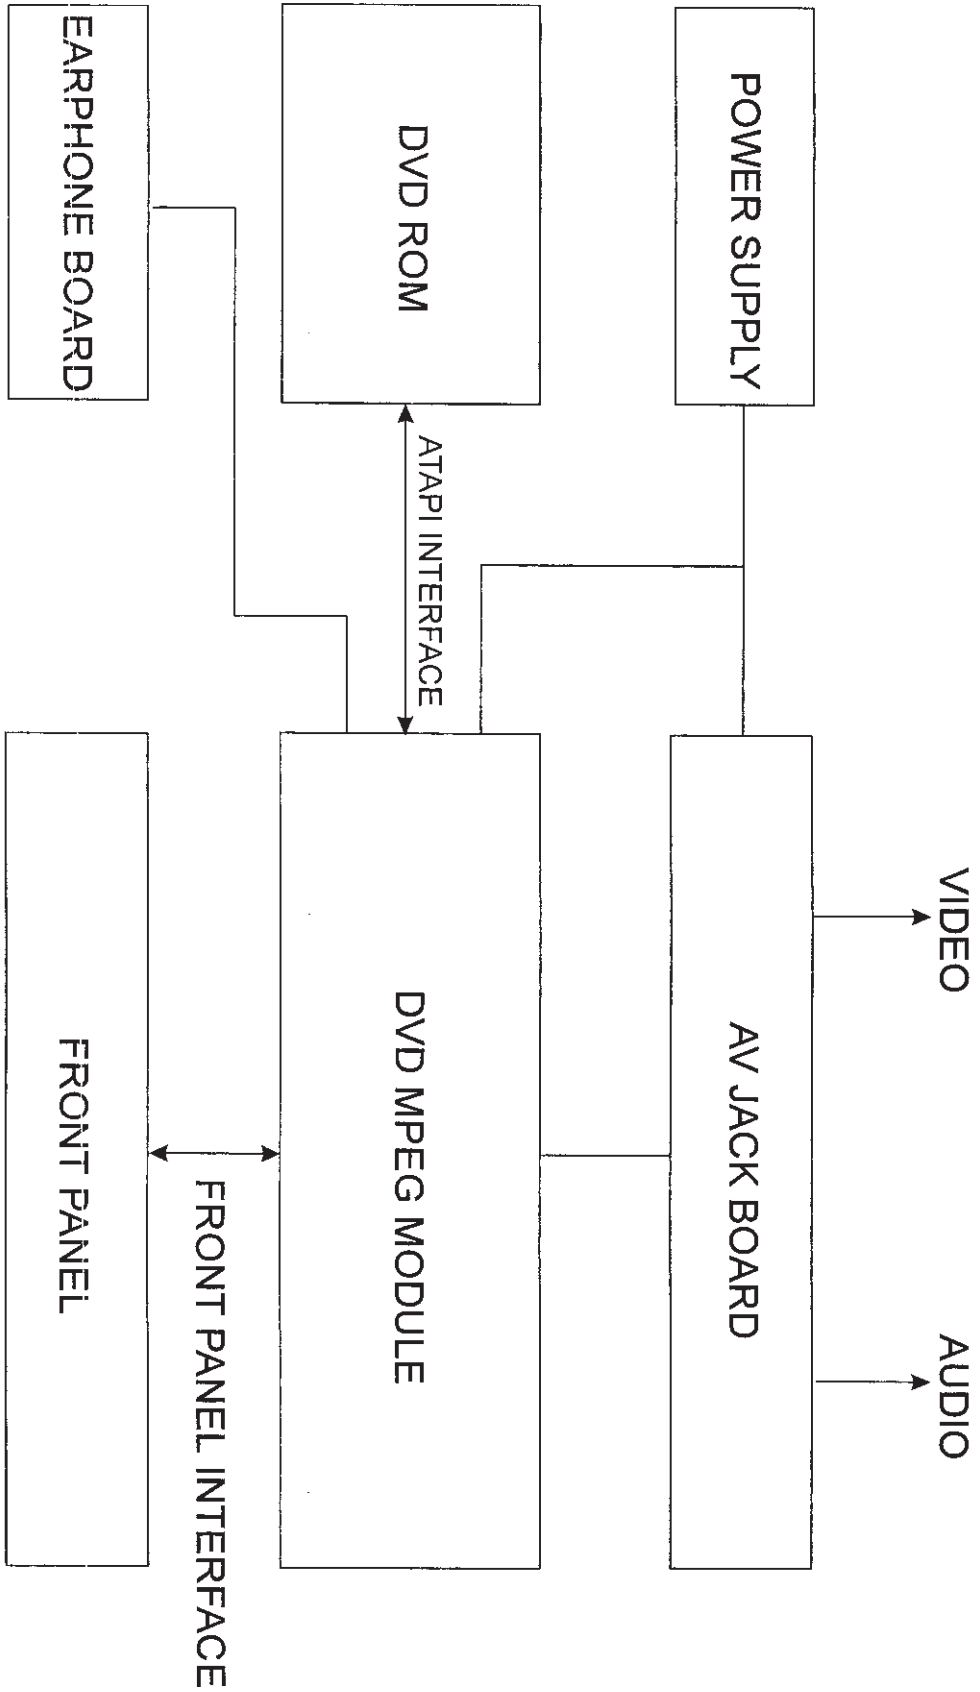 VIDEO
AUDIO
POWER SUPPLY
AV JACK BOARD
DVD ROM
ATAPI INTERFACE
DVD MPEG MODULE
FRONT PANEL INTERFACE
EARPHONE BOARD
FRONT PANEL